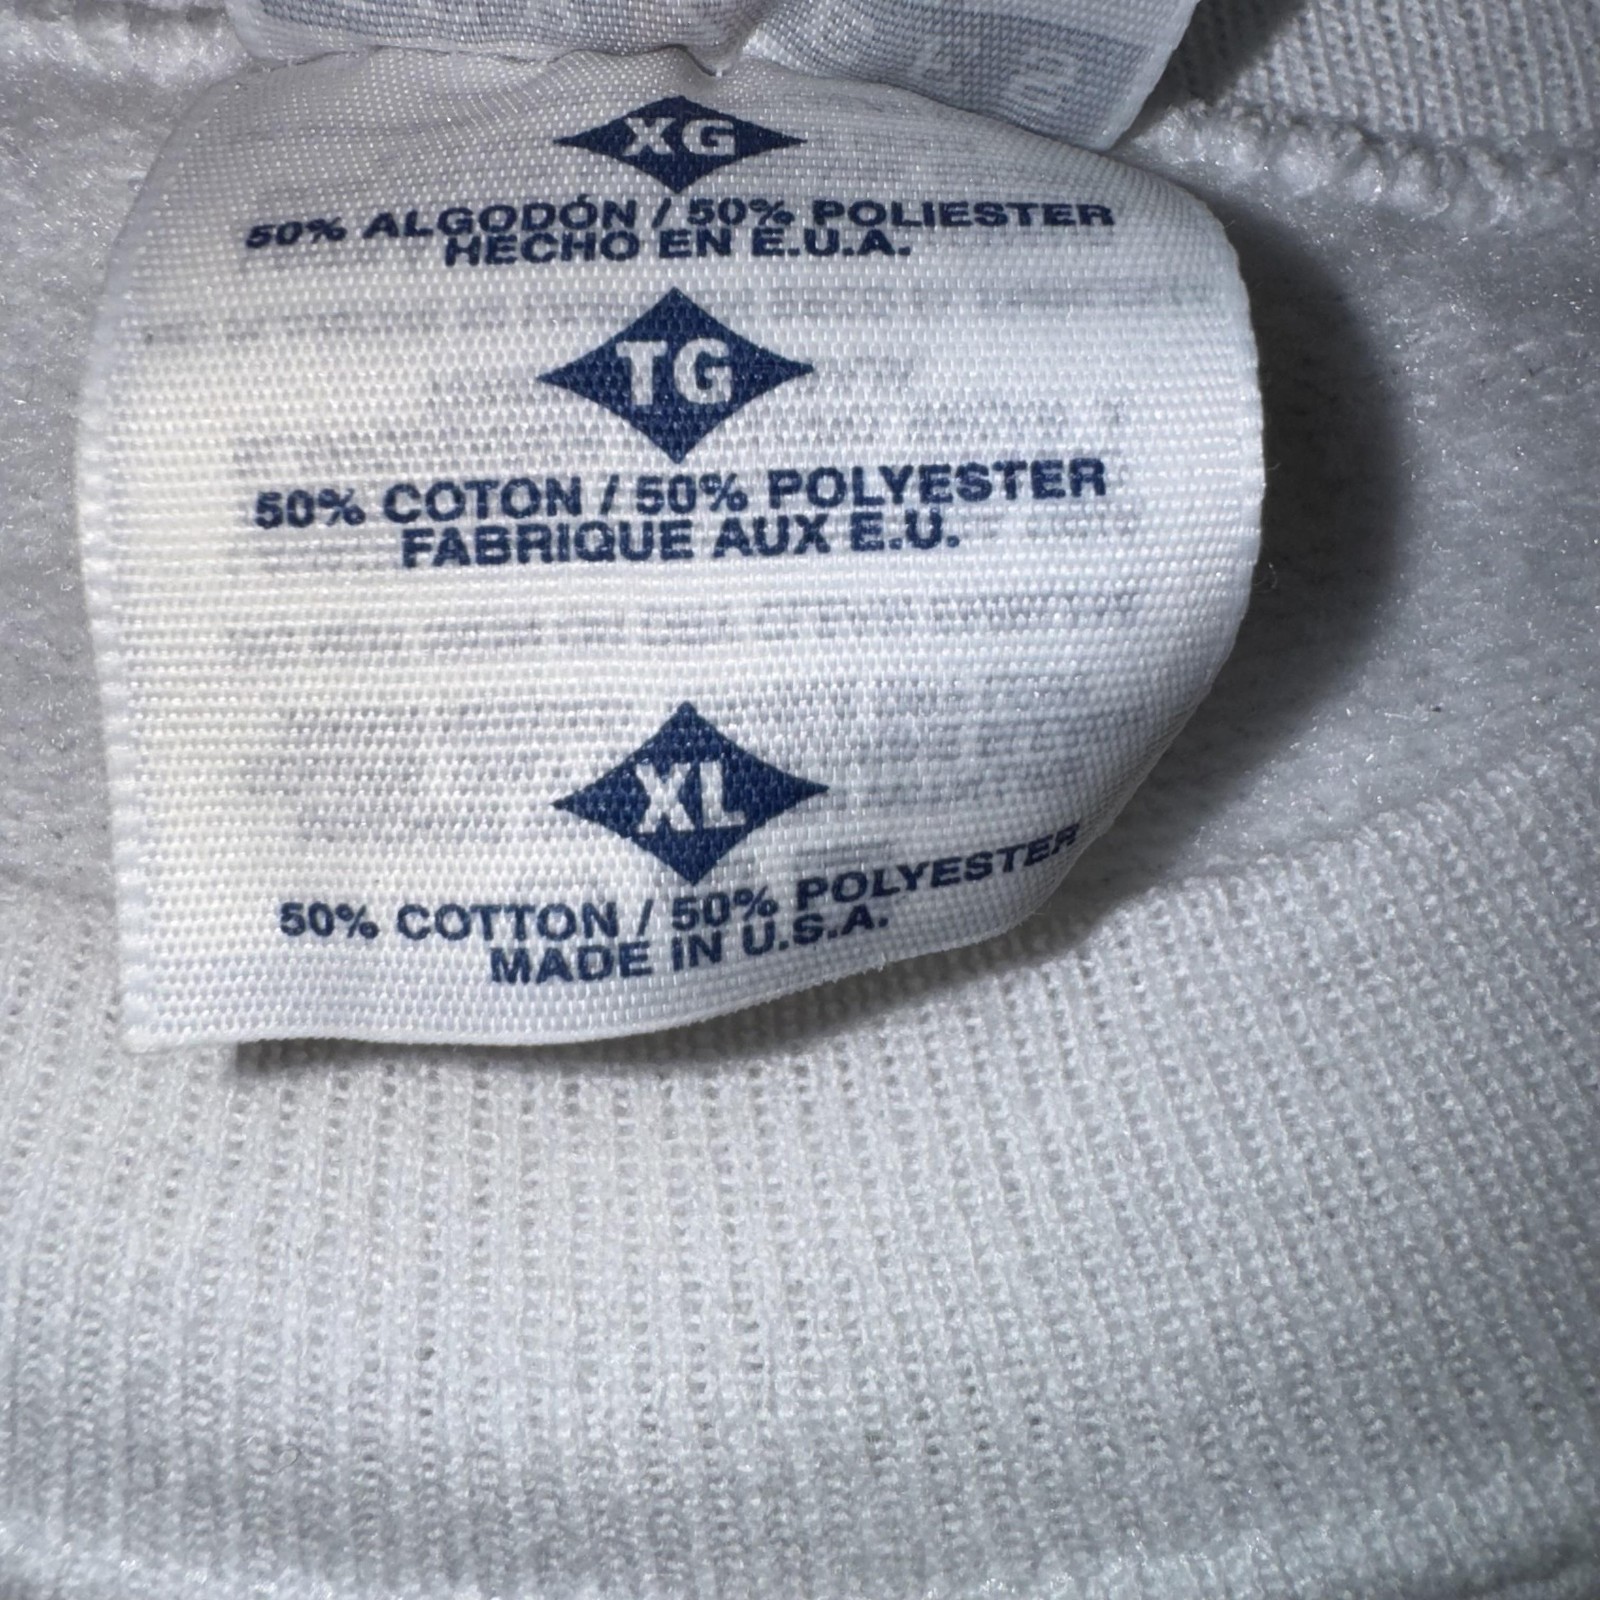 XG
50% ALGODÓN / 50% POLIESTER
HECHO EN E.U.A.
TG
50% COTON / 50% POLYESTER
FABRIQUE AUX E.U.
XL
50% COTTON / 50% POLYESTER
MADE IN U.S.A.